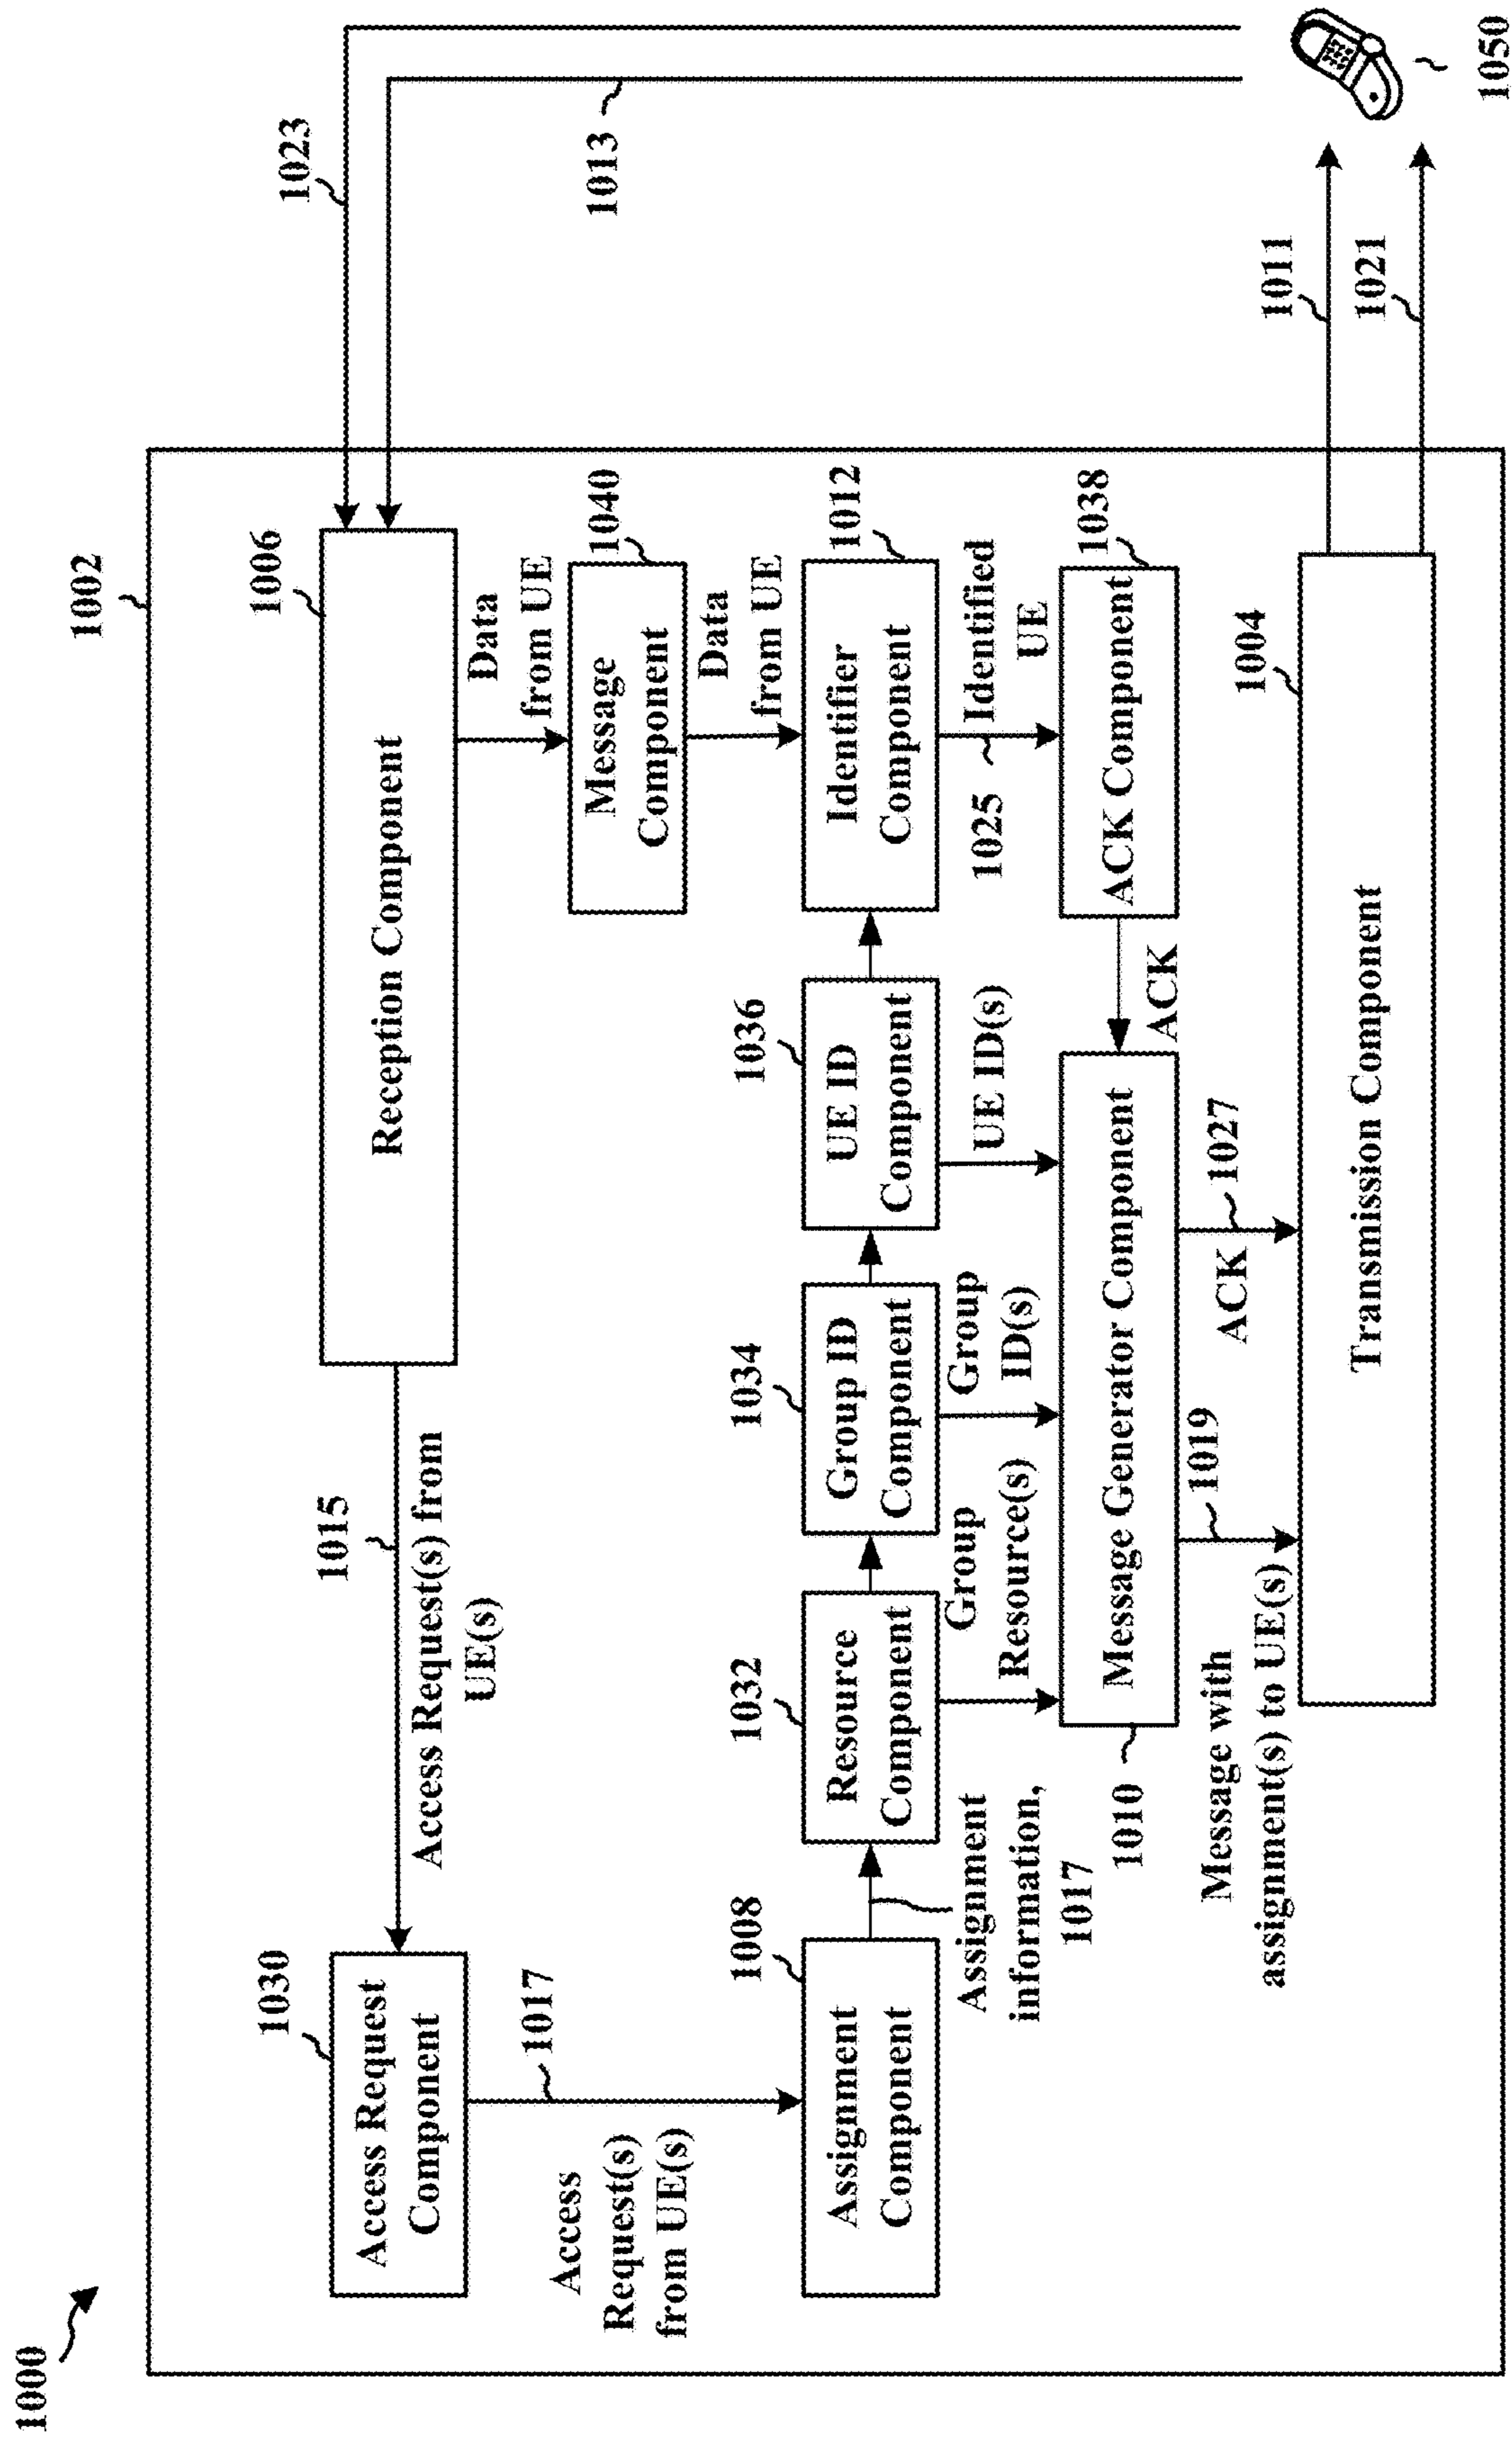 1000
1002
1023
1013
1006
Reception Component
1015
Access Request(s) from
UE(s)
1030
Access Request
Component
1017
Access
Request(s)
from UE(s)
Data
from UE
1040
Message
Component
Data
from UE
1008
Assignment
Component
Assignment
information,
1017
1032
Resource
Component
Group
Resource(s)
1034
Group ID
Component
Group
ID(s)
1036
UE ID
Component
UE ID(s)
1012
Identifier
Component
1025
Identified
UE
1038
ACK Component
ACK
1010
Message Generator Component
Message with
assignment(s) to UE(s)
1019
ACK
1027
1004
Transmission Component
1011
1021
1050